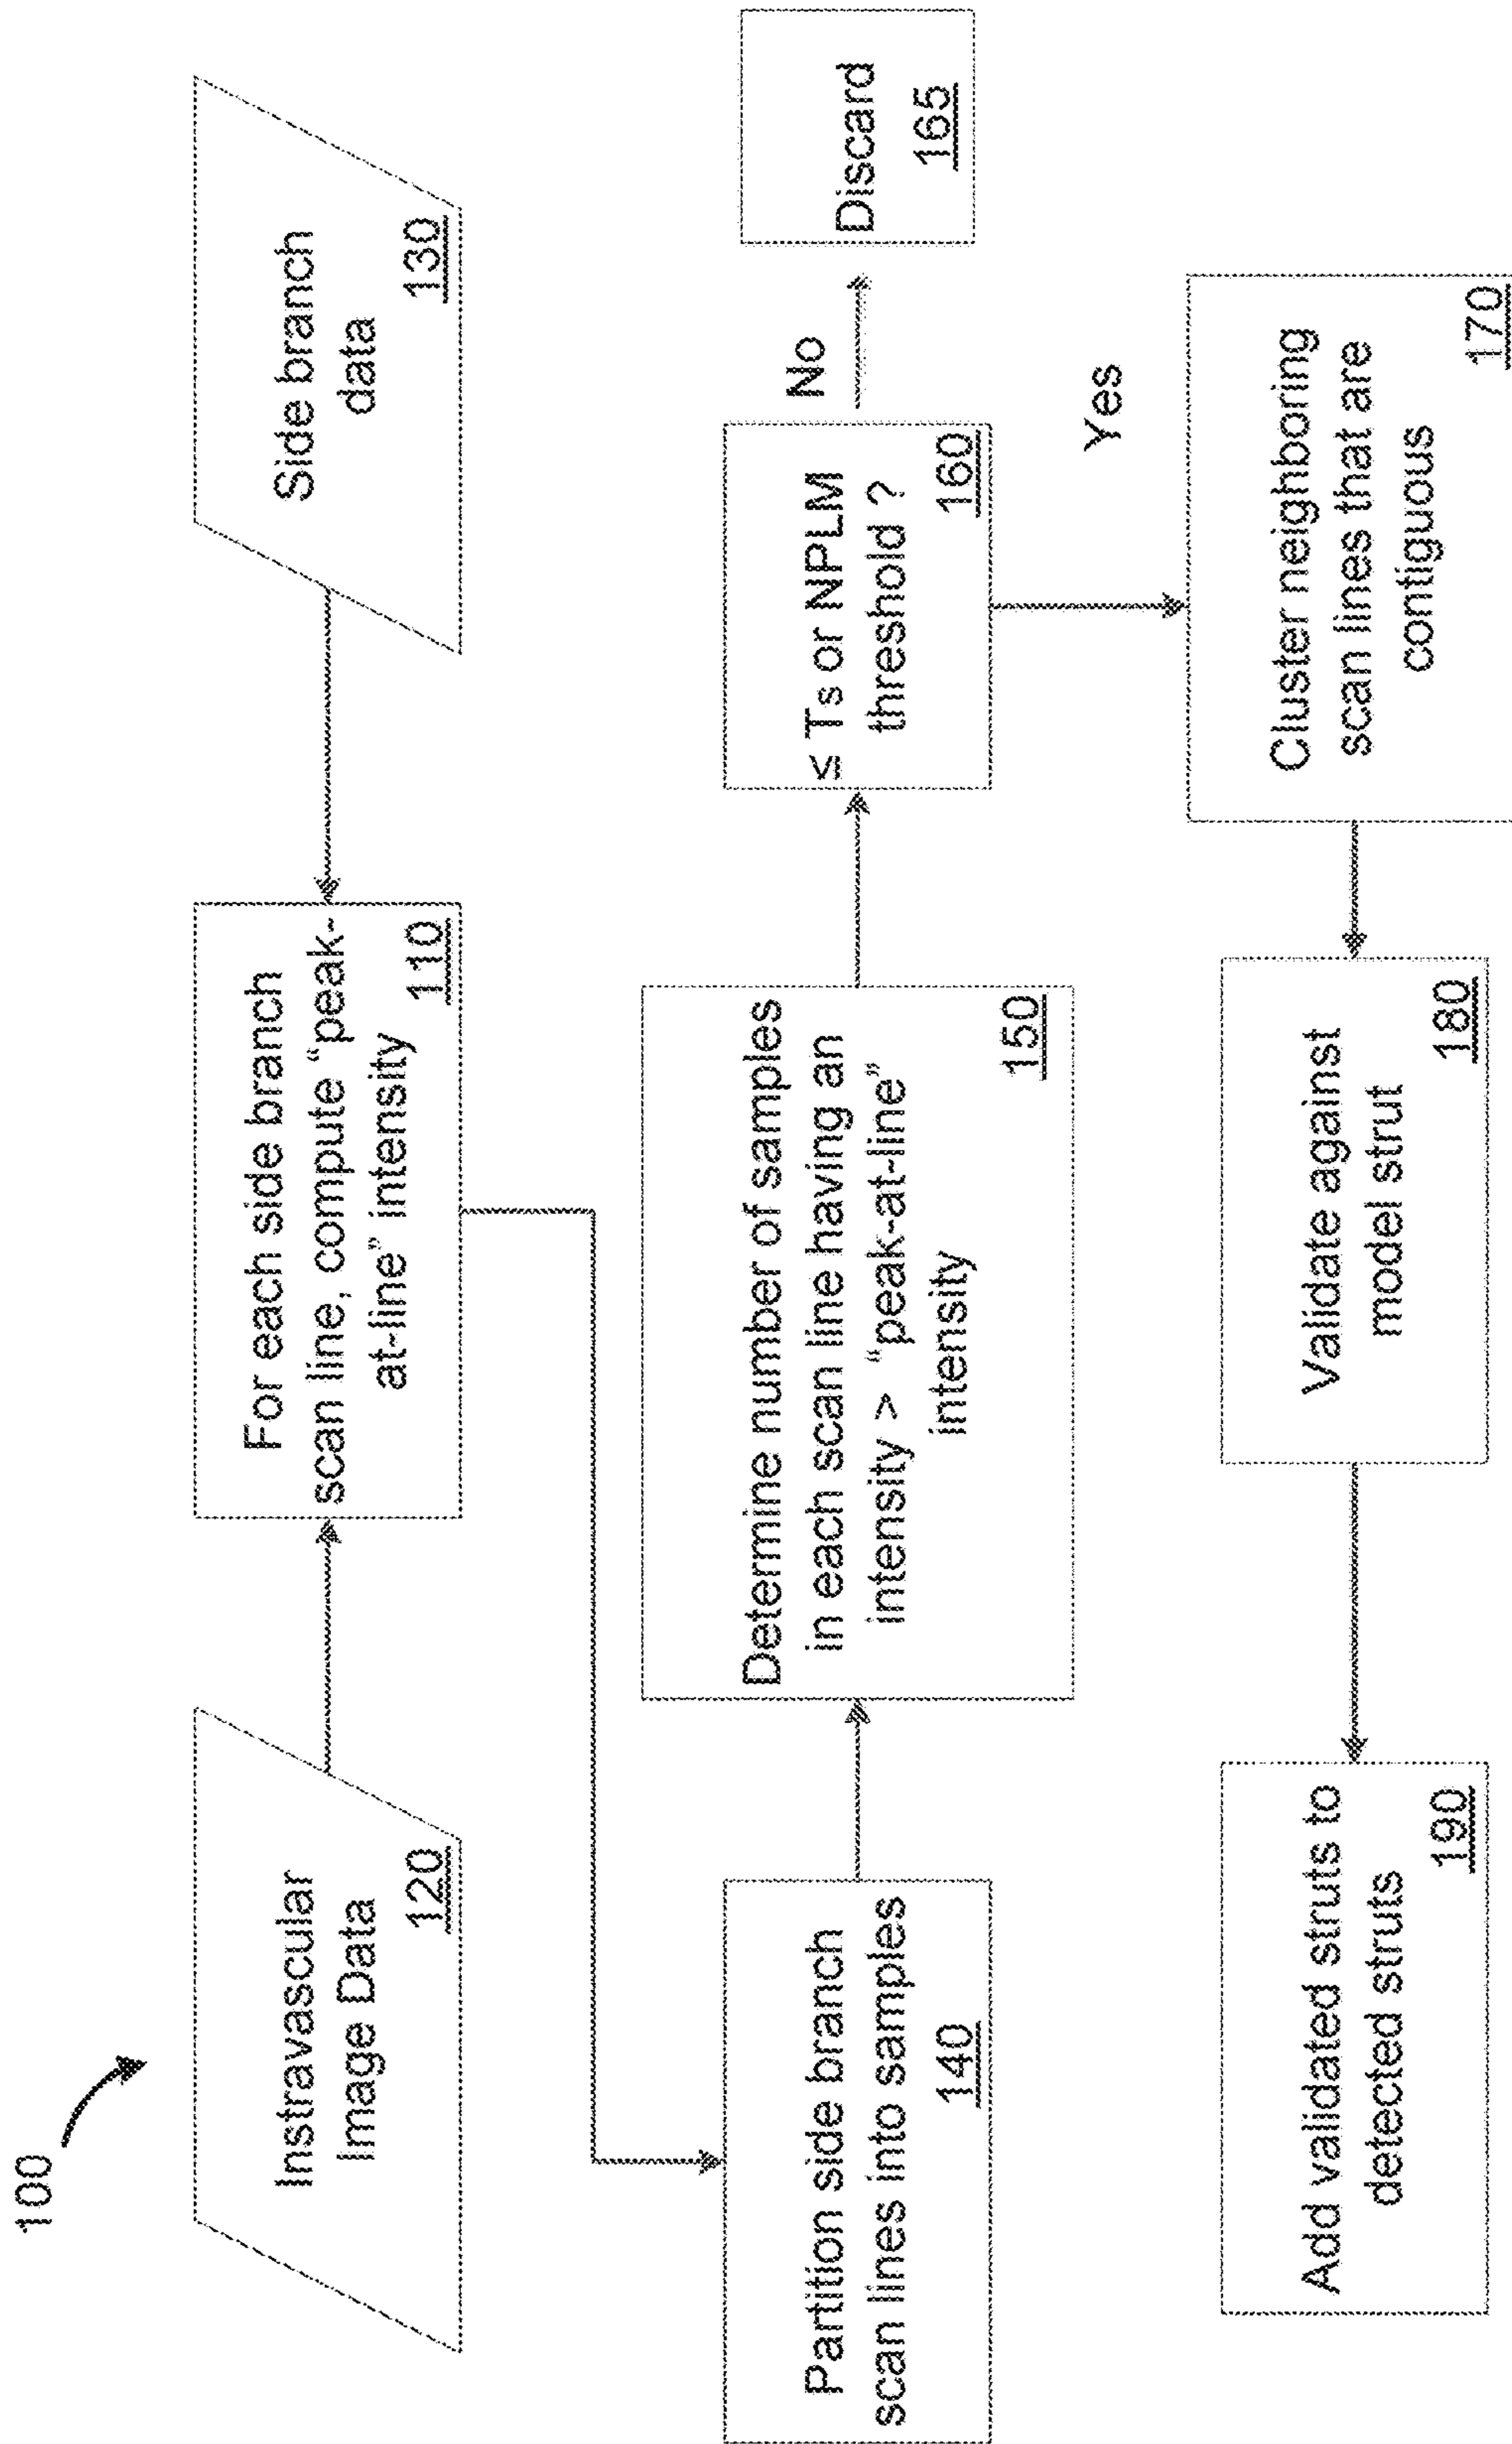 100
Instravascular
Image Data
120
For each side branch
scan line, compute “peak-
at-line” intensity
110
Side branch
data
130
Partition side branch
scan lines into samples
140
Determine number of samples
in each scan line having an
intensity > “peak-at-line”
intensity
150
≤ Ts or NPLM
threshold ?
160
No
Discard
165
Yes
Cluster neighboring
scan lines that are
contiguous
170
Validate against
model strut
180
Add validated struts to
detected struts
190